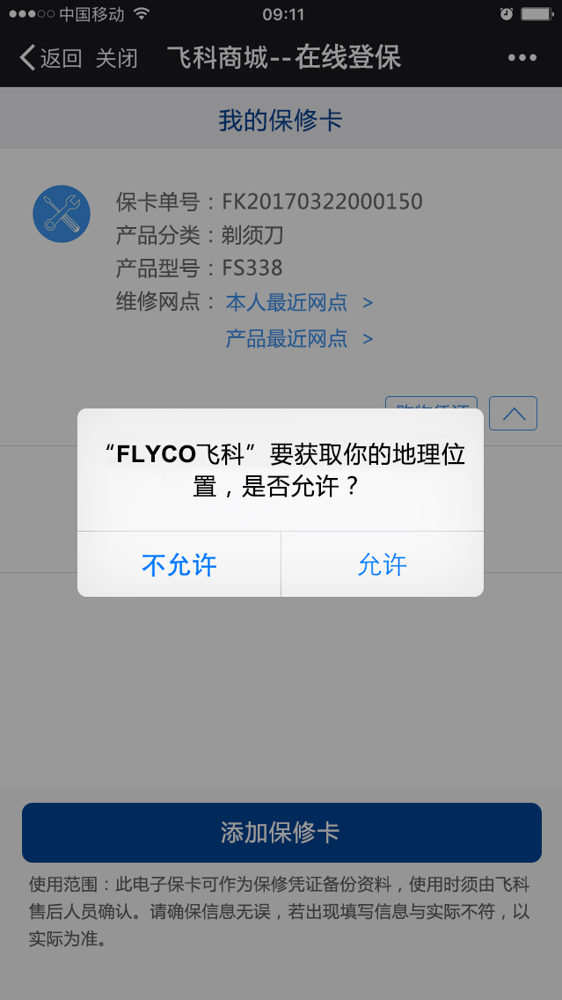 中国移动
09:11
返回 关闭 飞科商城--在线登保
我的保修卡
保卡单号：FK20170322000150
产品分类：剃须刀
产品型号：FS338
维修网点： 本人最近网点 >
产品最近网点 >
“FLYCO飞科”要获取你的地理位
置，是否允许？
不允许 允许
添加保修卡
使用范围：此电子保卡可作为保修凭证备份资料，使用时须由飞科
售后人员确认。请确保信息无误，若出现填写信息与实际不符，以
实际为准。